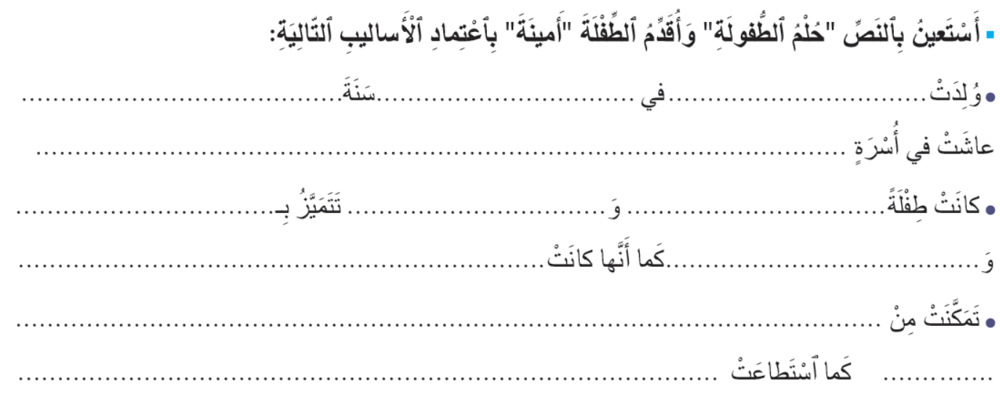 ▪ أَسْتَعينُ بِٱلنَصِّ "حُلْمُ ٱلطُّفولَةِ" وَأُقَدِّمُ ٱلطِّفْلَةَ "أَمينَةَ" بِٱعْتِمادِ ٱلْأَساليبِ ٱلتّالِيَةِ:
• وُلِدَتْ .................................. في ..................................سَنَةَ..........................................
عاشَتْ في أُسْرَةٍ ..........................................................................................................
• كانَتْ طِفْلَةً.................................. وَ .................................. تَتَمَيَّزُ بِـ..................................
وَ .........................................كَما أَنَّها كانَتْ.....................................................................
• تَمَكَّنَتْ مِنْ ..................................................................................................................
.............. كَما ٱسْتَطاعَتْ ............................................................................................